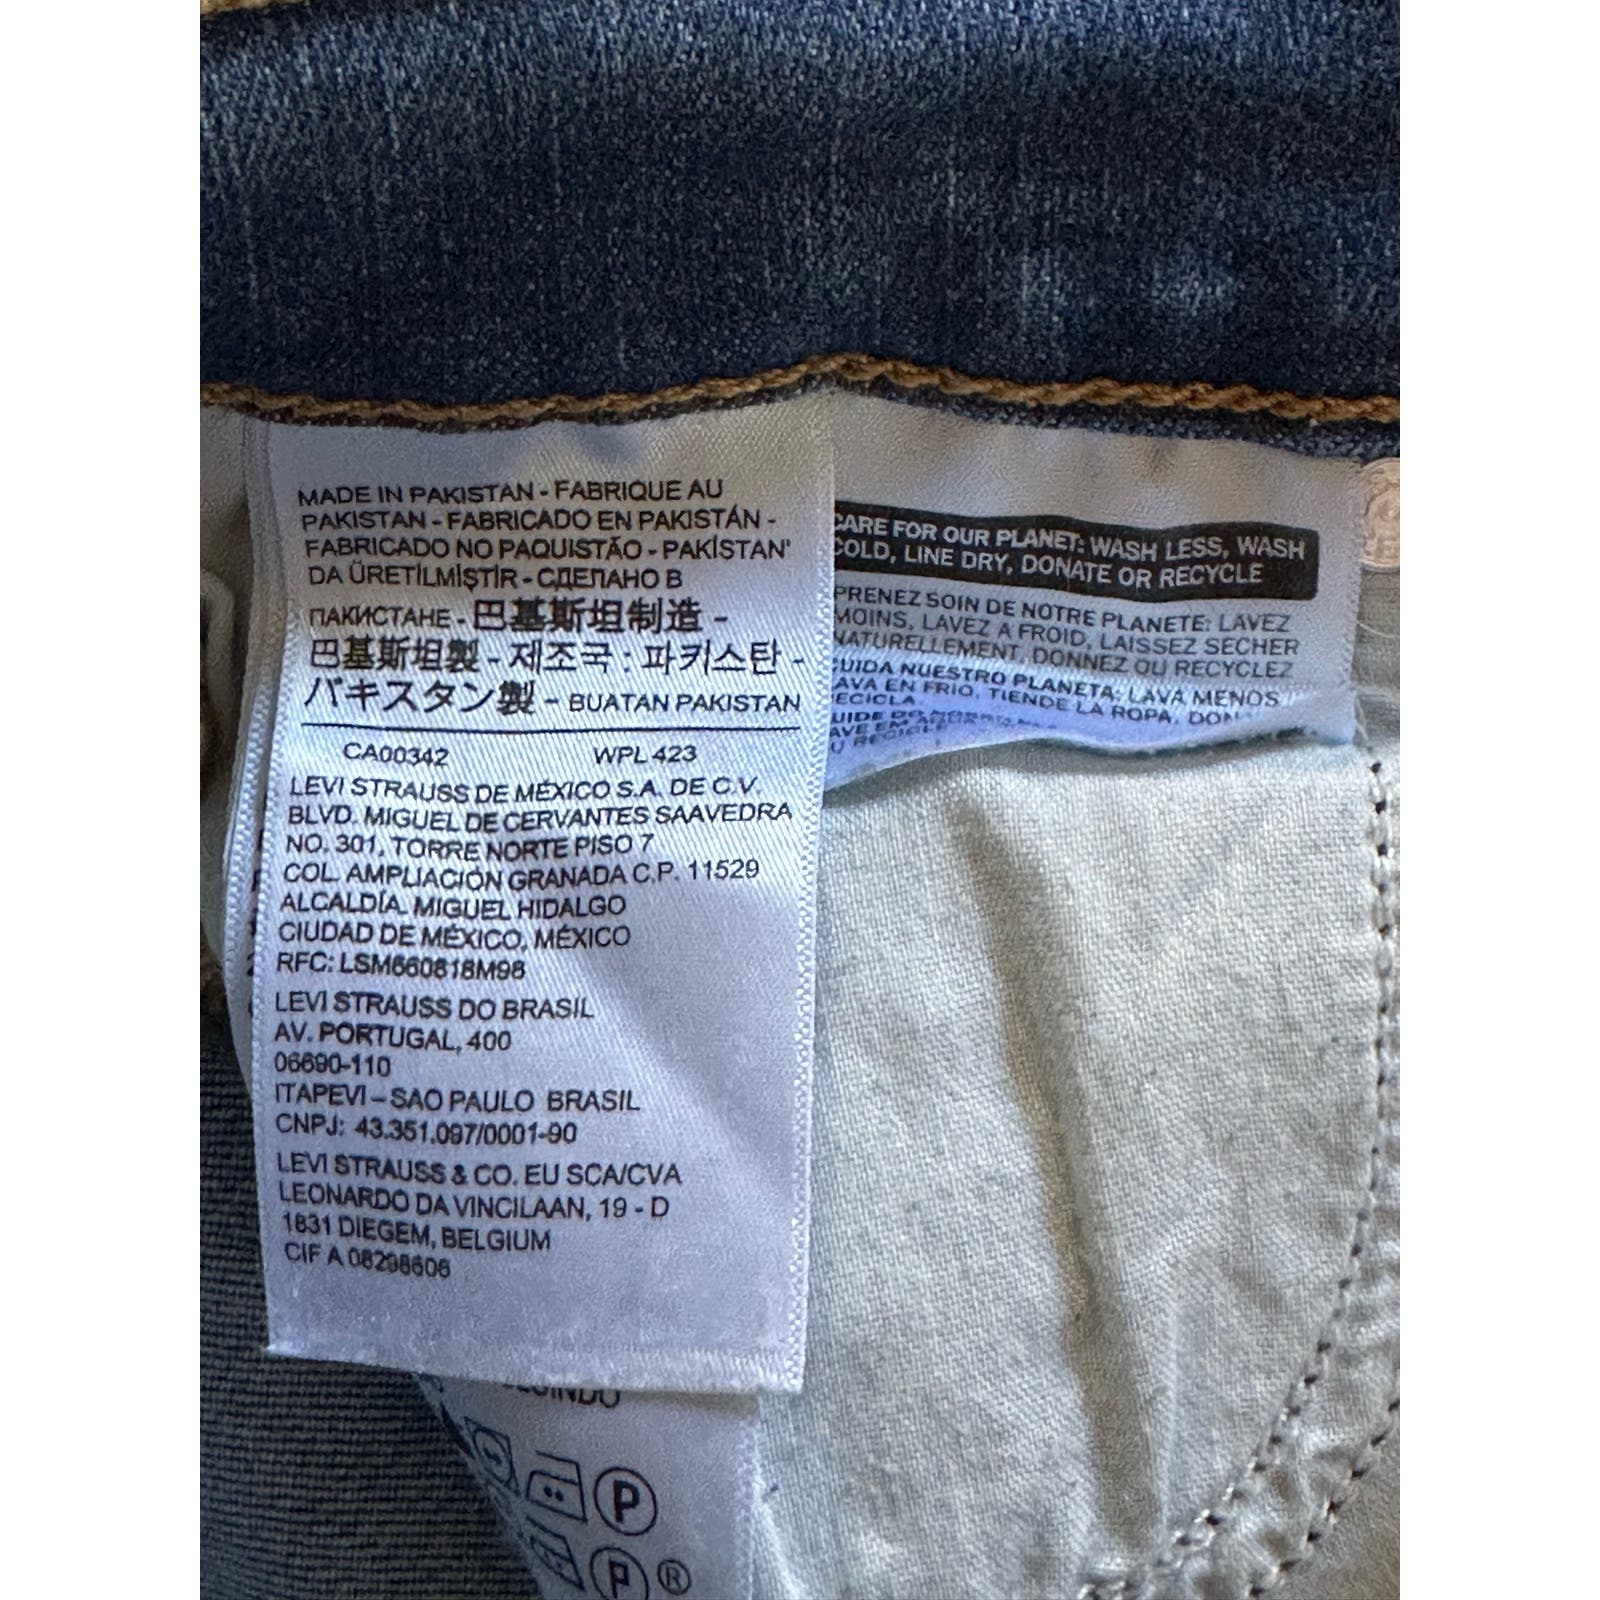 MADE IN PAKISTAN - FABRIQUE AU
PAKISTAN - FABRICADO EN PAKISTÁN -
FABRICADO NO PAQUISTÃO - PAKİSTAN'
DA ÜRETİLMİŞTİR - СДЕЛАНО В
ПАКИСТАНЕ - 巴基斯坦制造 -
巴基斯坦製 - 제조국 : 파키스탄 -
パキスタン製 - BUATAN PAKISTAN
CA00342 WPL 423
LEVI STRAUSS DE MÉXICO S.A. DE C.V.
BLVD. MIGUEL DE CERVANTES SAAVEDRA
NO. 301, TORRE NORTE PISO 7
COL. AMPLIACIÓN GRANADA C.P. 11529
ALCALDÍA. MIGUEL HIDALGO
CIUDAD DE MÉXICO, MÉXICO
RFC: LSM660818M98
LEVI STRAUSS DO BRASIL
AV. PORTUGAL, 400
06690-110
ITAPEVI – SAO PAULO BRASIL
CNPJ: 43.351.097/0001-90
LEVI STRAUSS & CO. EU SCA/CVA
LEONARDO DA VINCILAAN, 19 - D
1831 DIEGEM, BELGIUM
CIF A 08298606
CARE FOR OUR PLANET: WASH LESS, WASH
COLD, LINE DRY, DONATE OR RECYCLE
PRENEZ SOIN DE NOTRE PLANETE: LAVEZ
MOINS, LAVEZ A FROID, LAISSEZ SECHER
NATURELLEMENT, DONNEZ OU RECYCLEZ
CUIDA NUESTRO PLANETA: LAVA MENOS,
LAVA EN FRIO, TIENDE LA ROPA,
P
P ®